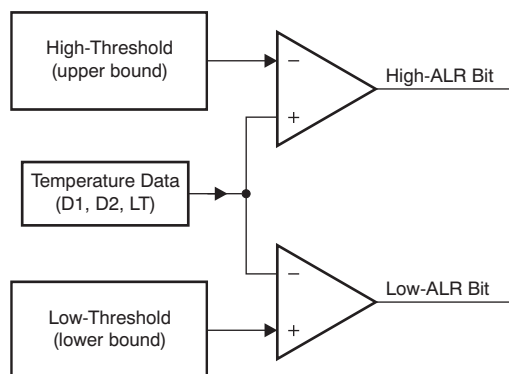 High-Threshold
(upper bound)
−
+
High-ALR Bit
Temperature Data
(D1, D2, LT)
−
+
Low-ALR Bit
Low-Threshold
(lower bound)